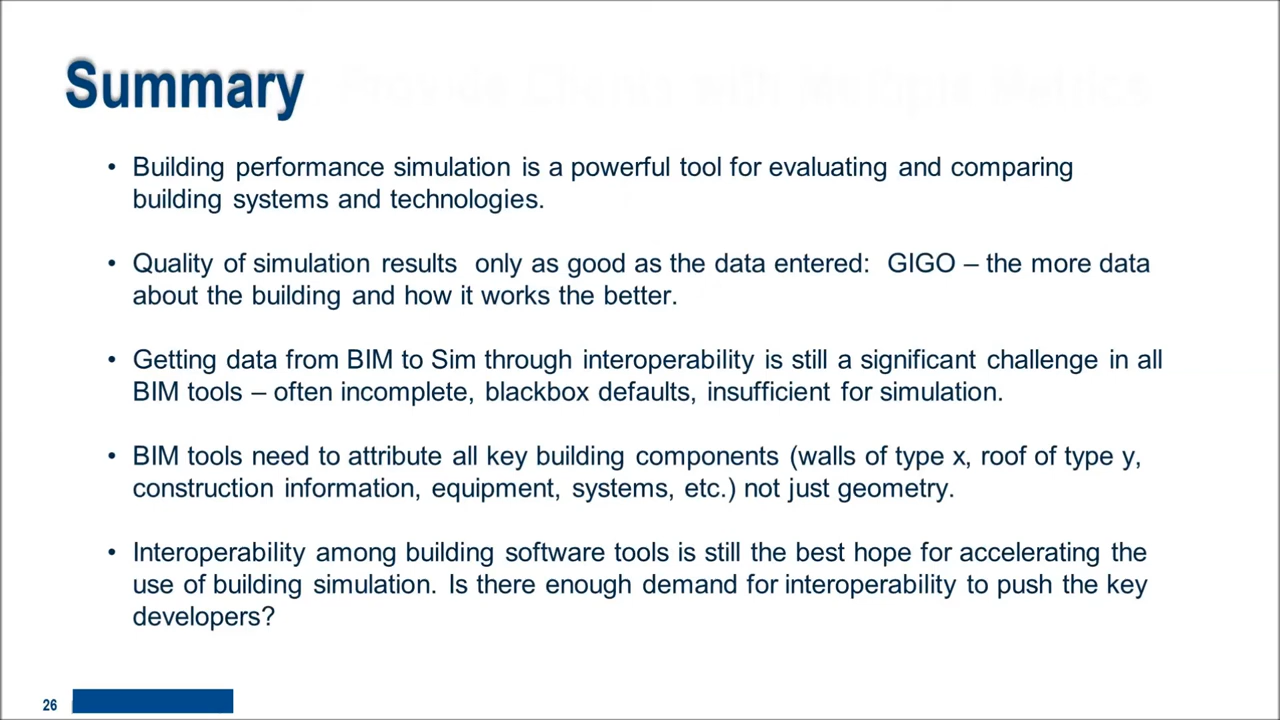 Summary
• Building performance simulation is a powerful tool for evaluating and comparing
building systems and technologies.
• Quality of simulation results only as good as the data entered: GIGO – the more data
about the building and how it works the better.
• Getting data from BIM to Sim through interoperability is still a significant challenge in all
BIM tools – often incomplete, blackbox defaults, insufficient for simulation.
• BIM tools need to attribute all key building components (walls of type x, roof of type y,
construction information, equipment, systems, etc.) not just geometry.
• Interoperability among building software tools is still the best hope for accelerating the
use of building simulation. Is there enough demand for interoperability to push the key
developers?
26